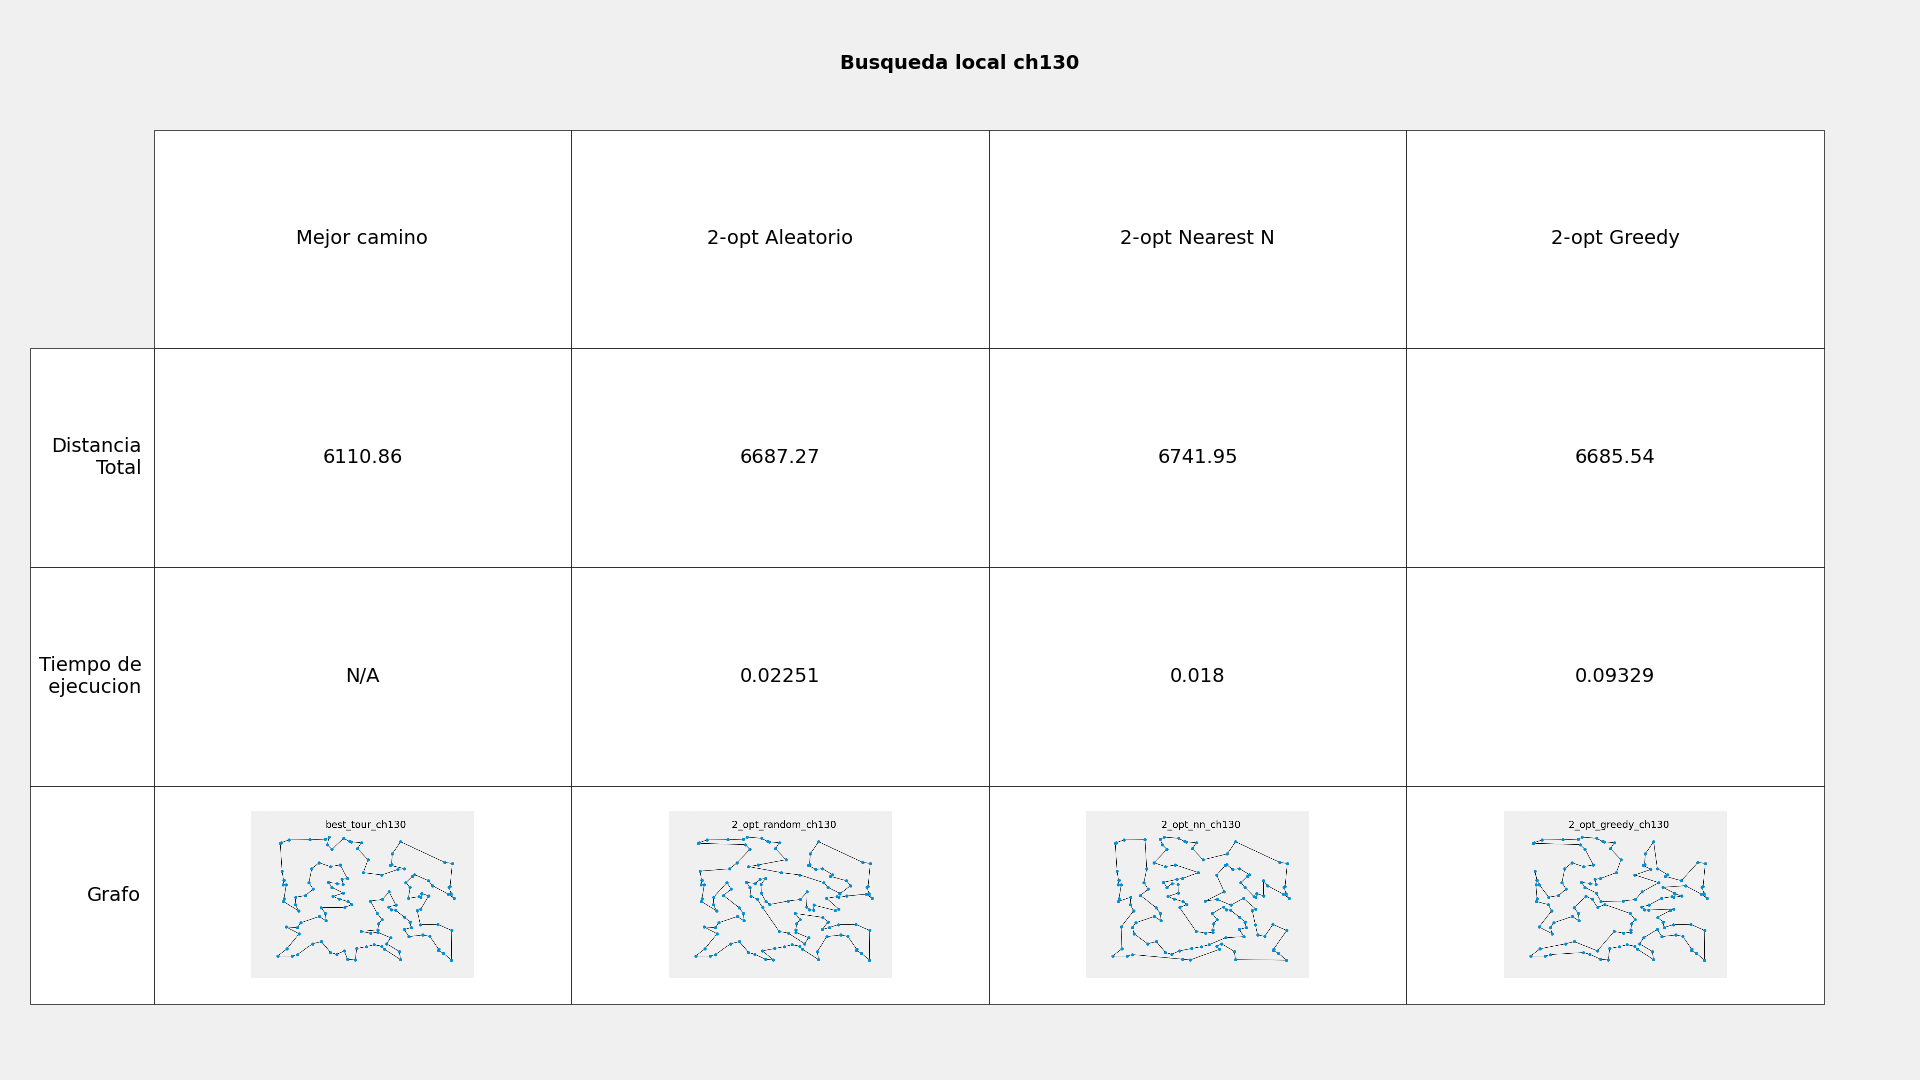 Busqueda local ch130
Mejor camino
2-opt Aleatorio
2-opt Nearest N
2-opt Greedy
Distancia
Total
6110.86
6687.27
6741.95
6685.54
Tiempo de
ejecucion
N/A
0.02251
0.018
0.09329
Grafo
best_tour_ch130
2_opt_random_ch130
2_opt_nn_ch130
2_opt_greedy_ch130